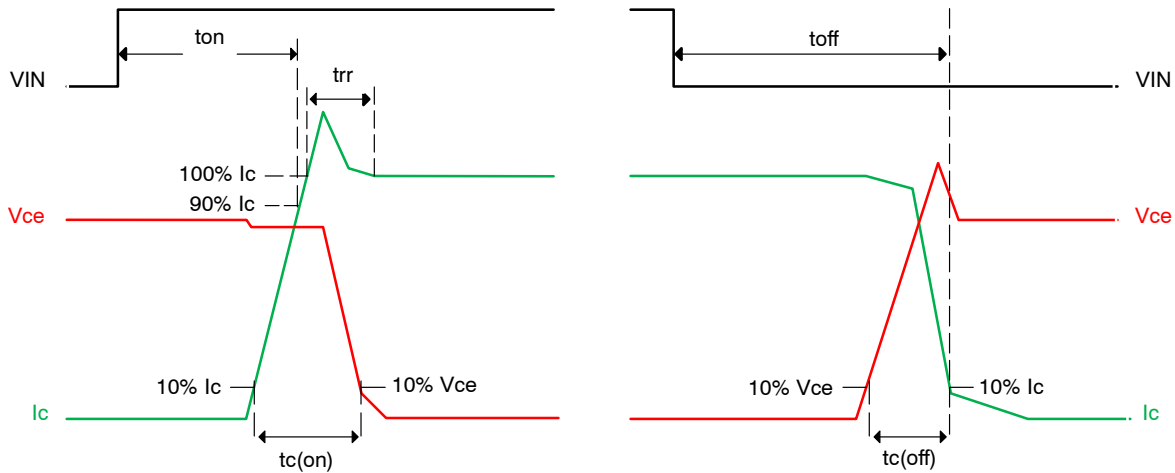 ton
toff
trr
VIN
VIN
100% Ic
90% Ic
Vce
Vce
10% Ic
10% Vce
10% Vce
10% Ic
Ic
Ic
tc(on)
tc(off)